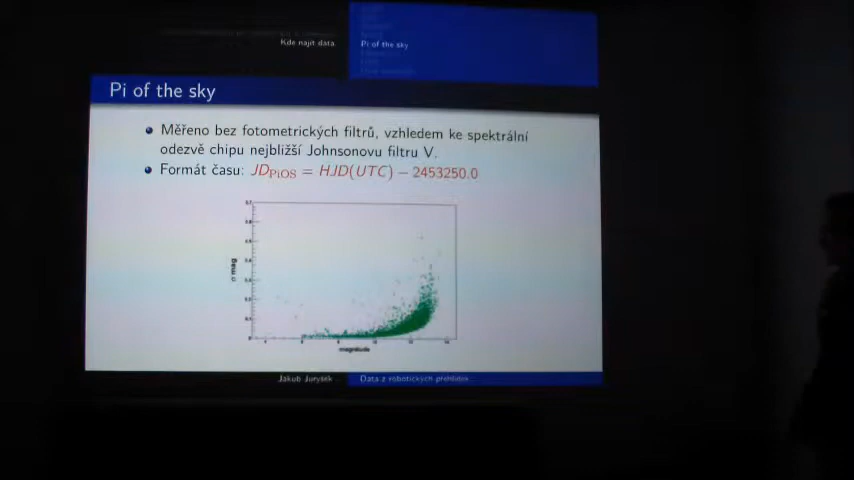 Kde najít data
Pi of the sky
Pi of the sky
Měřeno bez fotometrických filtrů, vzhledem ke spektrální
odezvě chipu nejbližší Johnsonovu filtru V.
Formát času: JD_PiOS = HJD(UTC) − 2453250.0
σ mag
magnitude
Jakub Juryšek
Data z robotických přehlídek